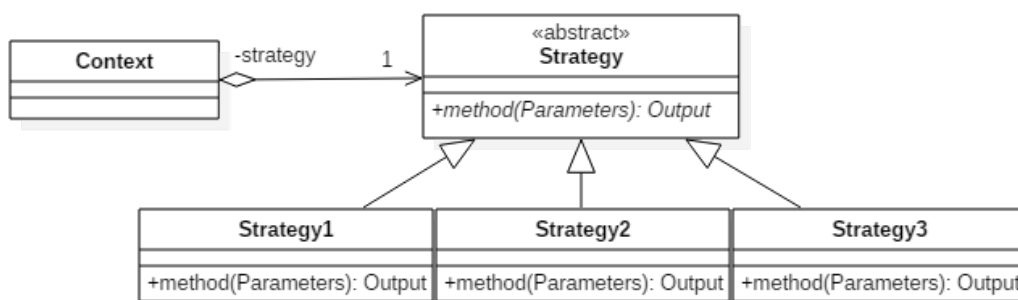 «abstract»
Strategy
Context
-strategy
1
+method(Parameters): Output
Strategy1
Strategy2
Strategy3
+method(Parameters): Output
+method(Parameters): Output
+method(Parameters): Output